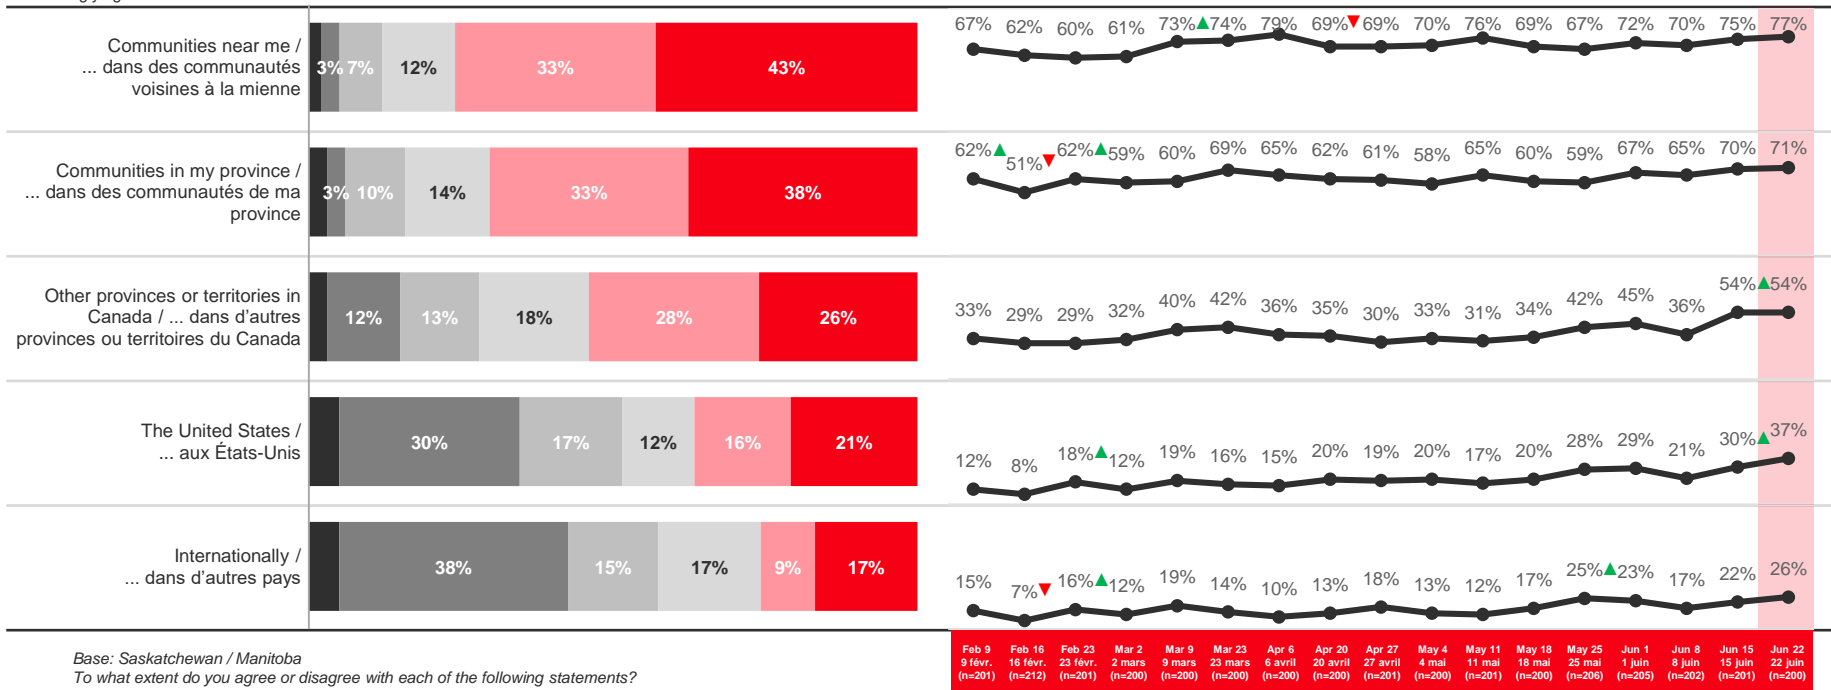 Communities near me /
... dans des communautés
voisines à la mienne
3% 7% 12% 33% 43%
67% 62% 60% 61% 73% 74% 79% 69% 69% 70% 76% 69% 67% 72% 70% 75% 77%
Communities in my province /
... dans des communautés de ma
province
3% 10% 14% 33% 38%
62% 51% 62% 59% 60% 69% 65% 62% 61% 58% 65% 60% 59% 67% 65% 70% 71%
Other provinces or territories in
Canada / ... dans d'autres
provinces ou territoires du Canada
12% 13% 18% 28% 26%
33% 29% 29% 32% 40% 42% 36% 35% 30% 33% 31% 34% 42% 45% 36% 54% 54%
The United States /
... aux États-Unis
30% 17% 12% 16% 21%
12% 8% 18% 12% 19% 16% 15% 20% 19% 20% 17% 20% 28% 29% 21% 30% 37%
Internationally /
... dans d'autres pays
38% 15% 17% 9% 17%
15% 7% 16% 12% 19% 14% 10% 13% 18% 13% 12% 17% 25% 23% 17% 22% 26%
Feb 9 Feb 16 Feb 23 Mar 2 Mar 9 Mar 23 Apr 6 Apr 20 Apr 27 May 4 May 11 May 18 May 25 Jun 1 Jun 8 Jun 15 Jun 22
9 févr. 16 févr. 23 févr. 2 mars 9 mars 23 mars 6 avril 20 avril 27 avril 4 mai 11 mai 18 mai 25 mai 1 juin 8 juin 15 juin 22 juin
(n=201) (n=212) (n=201) (n=200) (n=200) (n=200) (n=200) (n=200) (n=201) (n=200) (n=201) (n=200) (n=206) (n=205) (n=202) (n=201) (n=200)
Base: Saskatchewan / Manitoba
To what extent do you agree or disagree with each of the following statements?